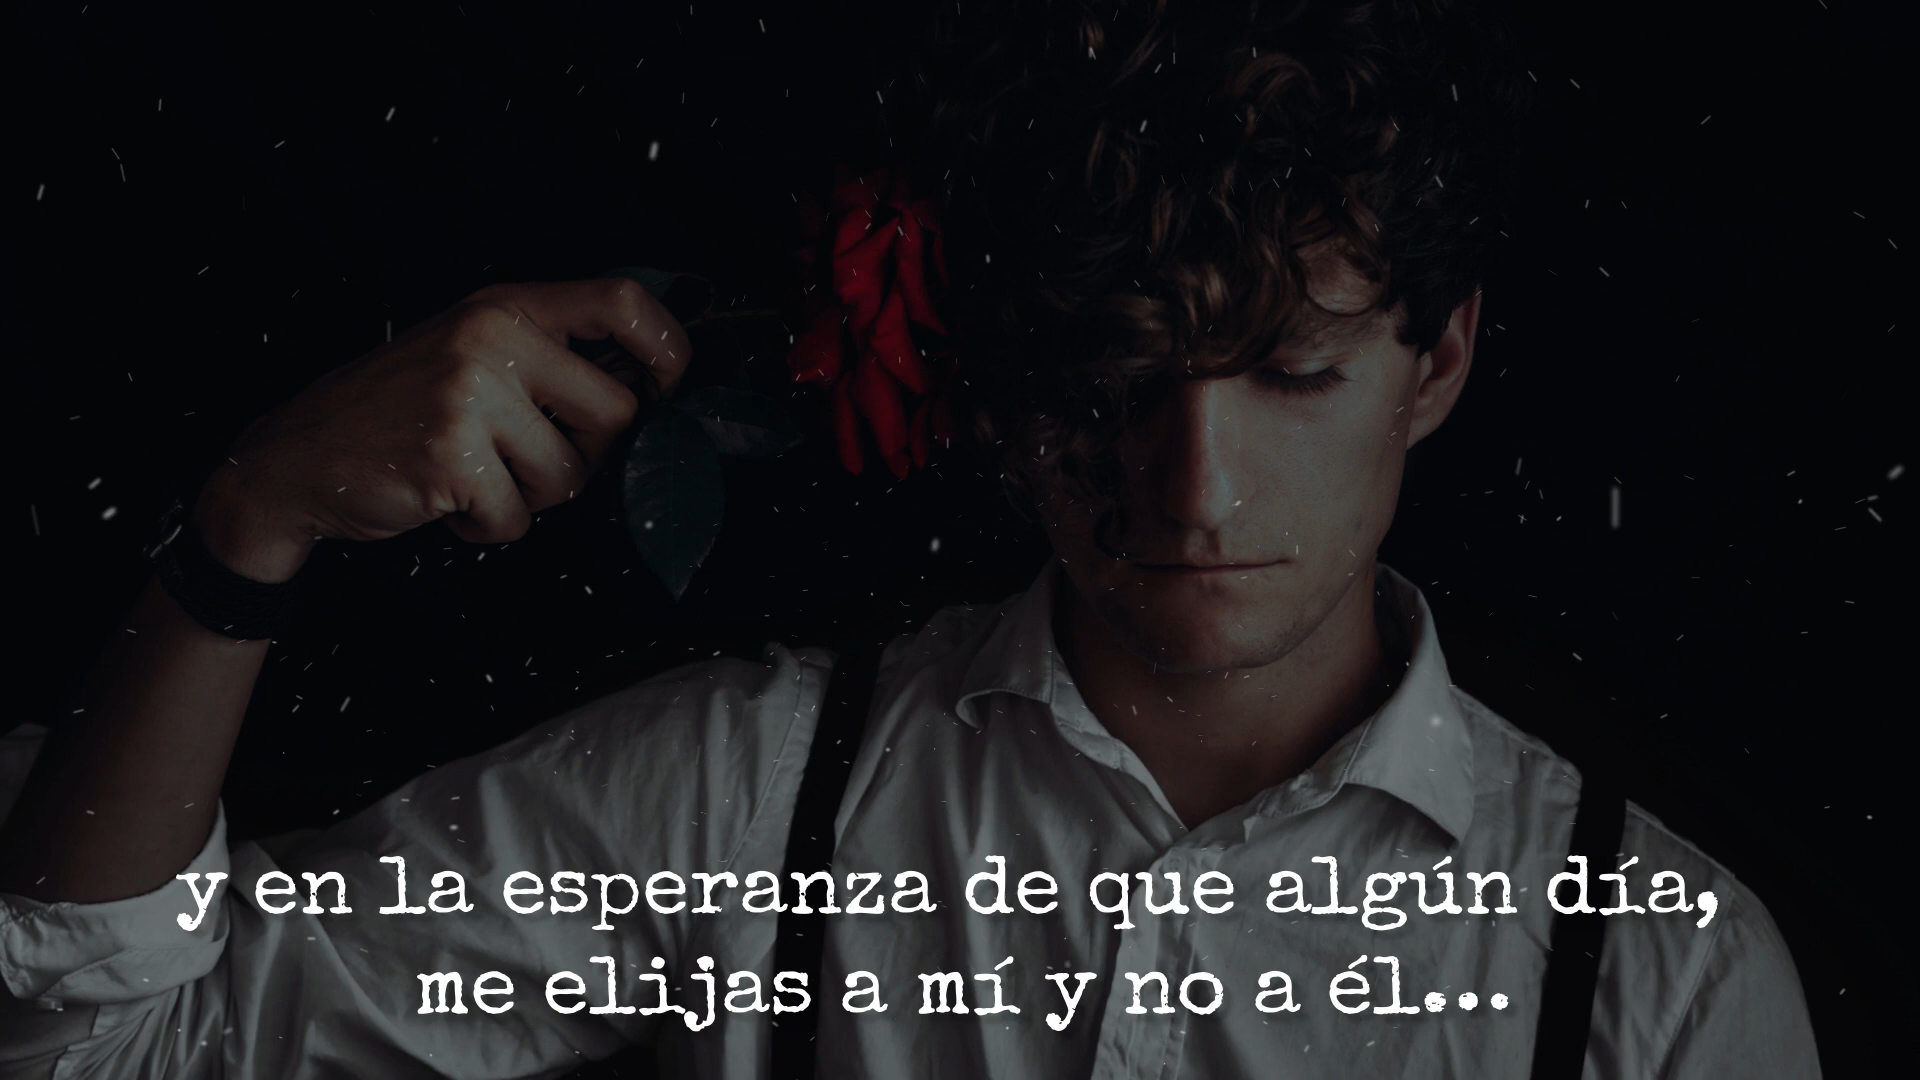 y en la esperanza de que algún día,
me elijas a mí y no a él...